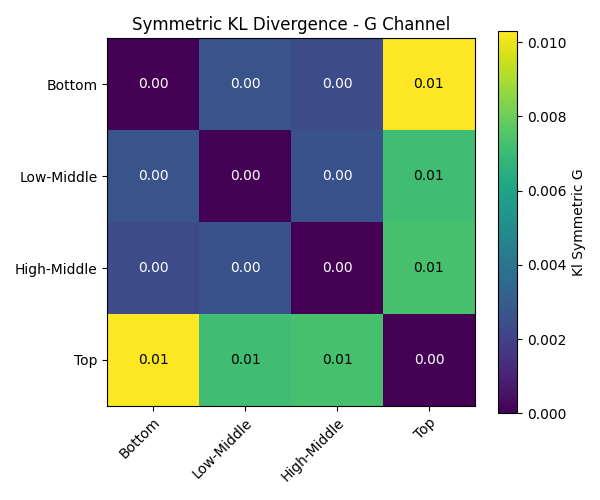 Symmetric KL Divergence - G Channel
Bottom
0.00 0.00 0.00 0.01
Low-Middle
0.00 0.00 0.00 0.01
High-Middle
0.00 0.00 0.00 0.01
Top
0.01 0.01 0.01 0.00
Bottom
Low-Middle
High-Middle
Top
0.010
0.008
0.006
0.004
0.002
0.000
Kl Symmetric G